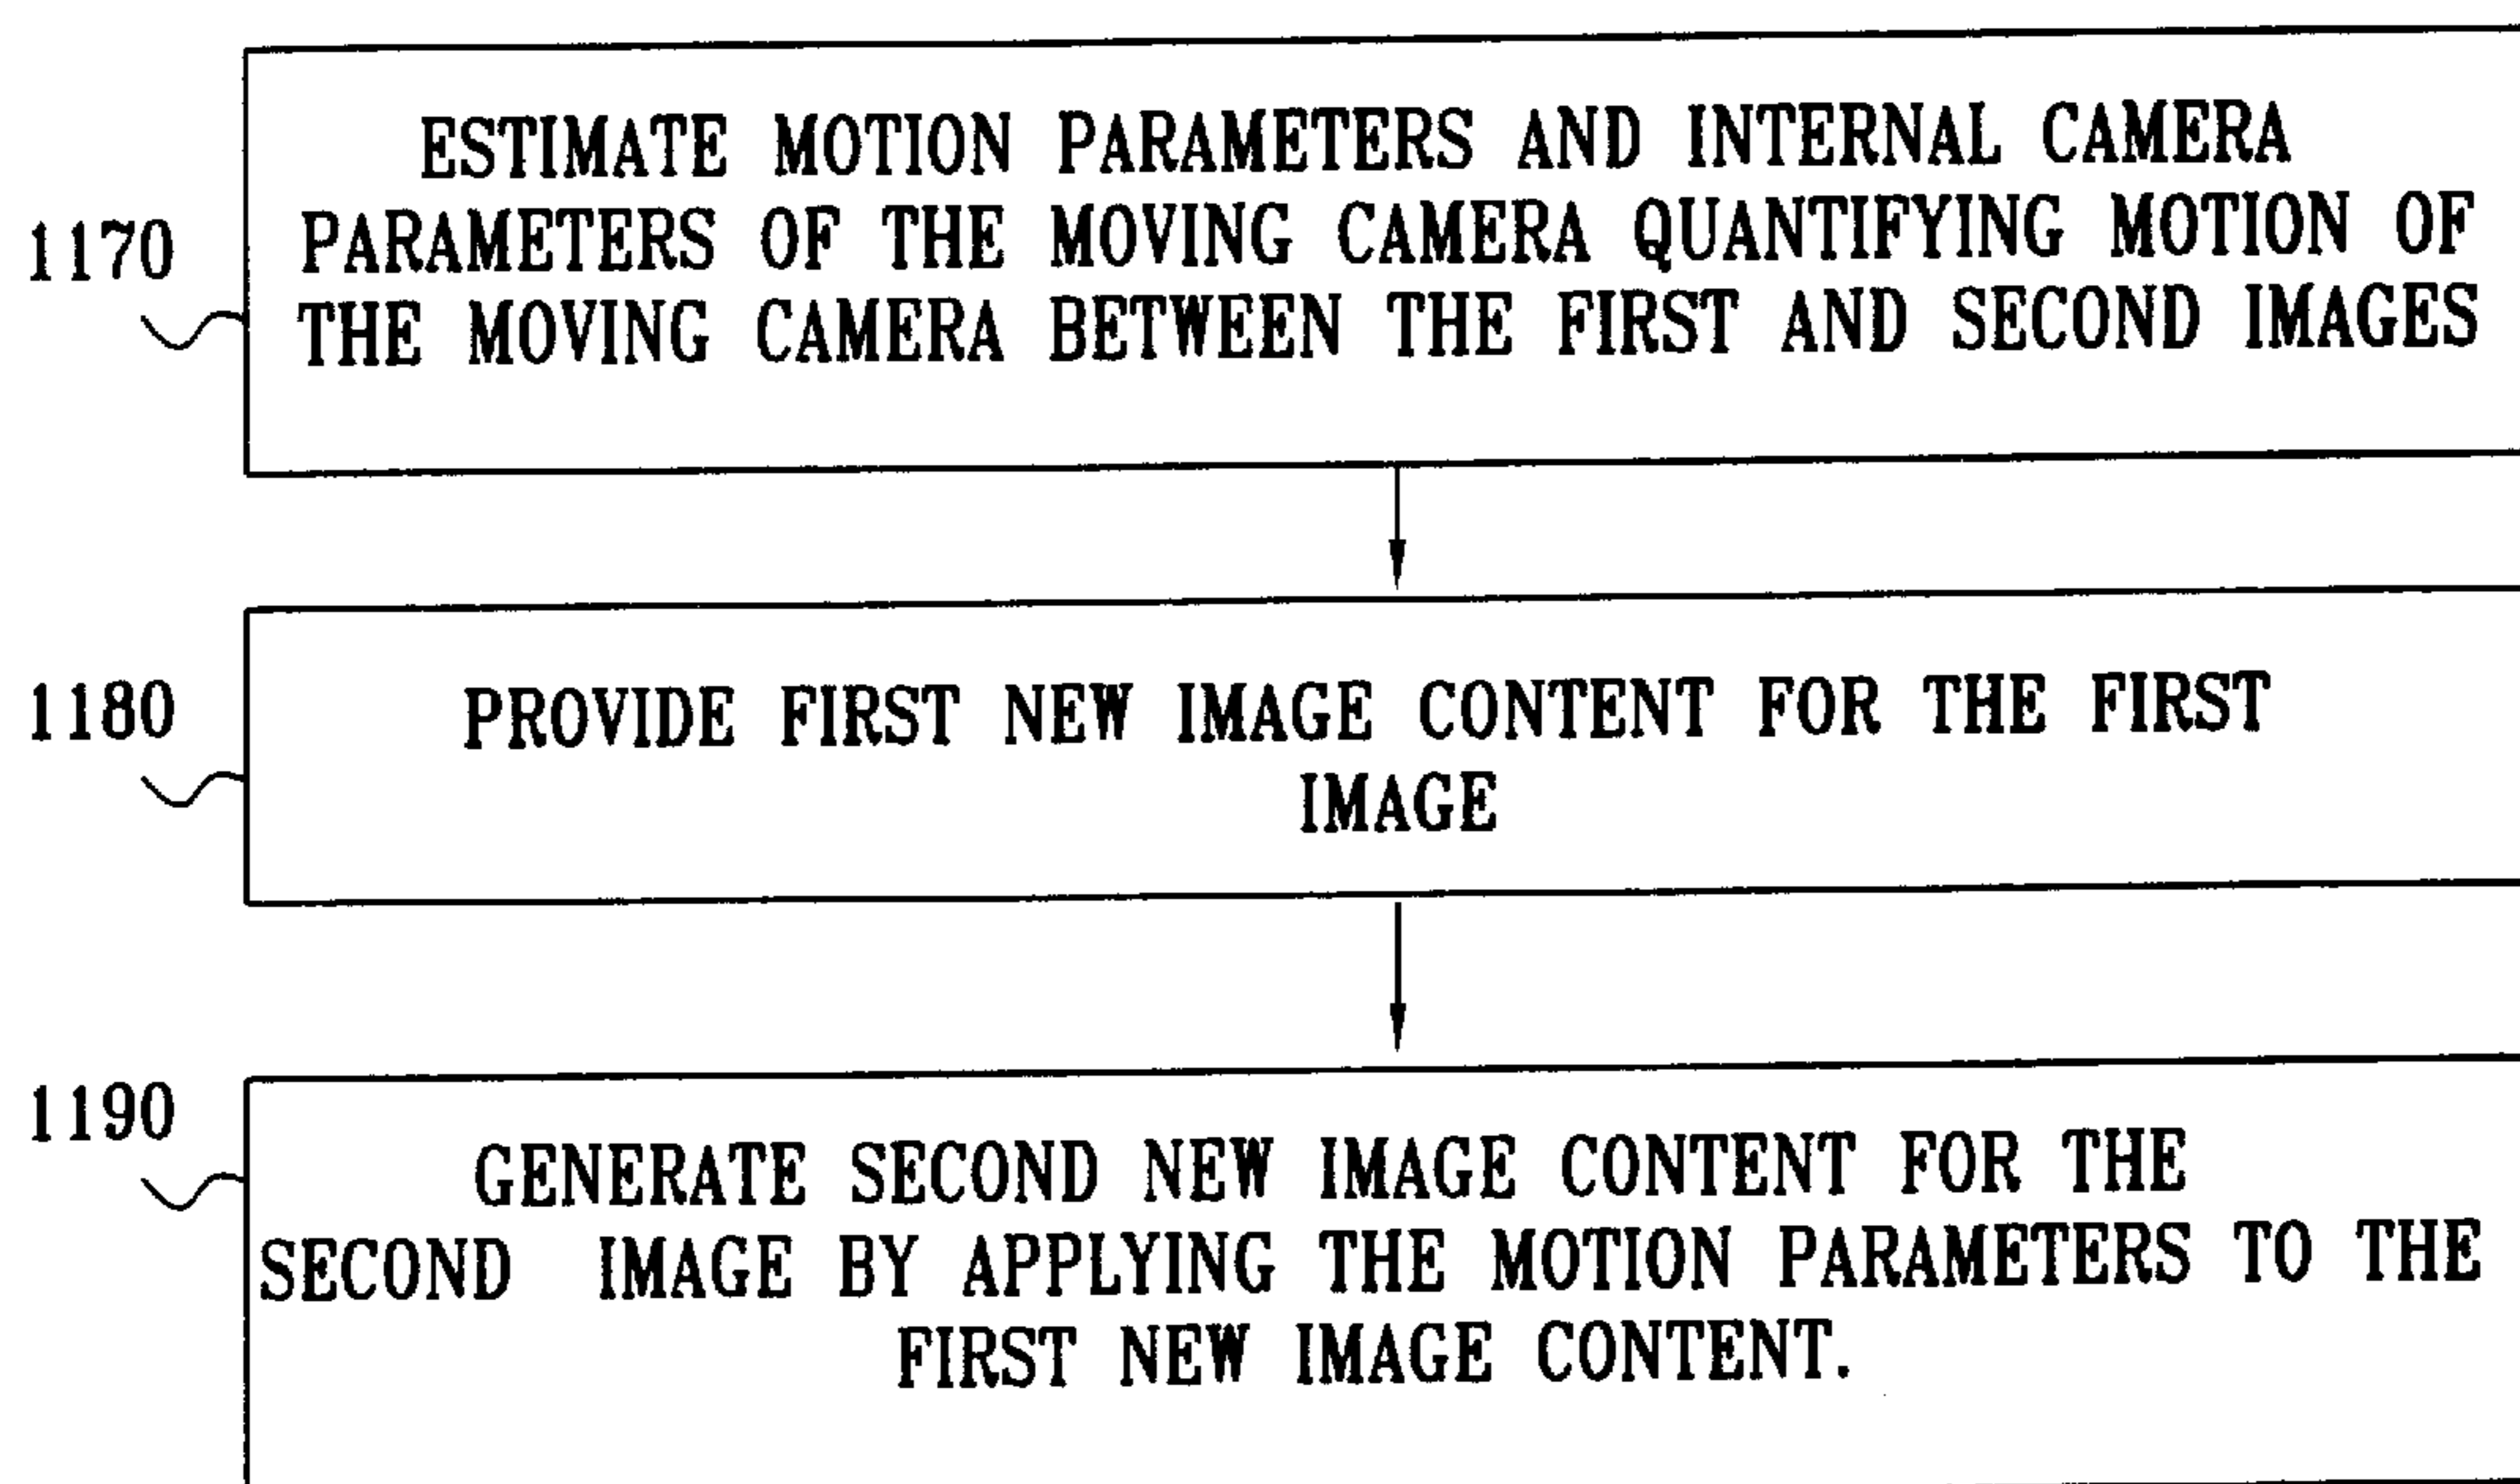 1170
ESTIMATE MOTION PARAMETERS AND INTERNAL CAMERA
PARAMETERS OF THE MOVING CAMERA QUANTIFYING MOTION OF
THE MOVING CAMERA BETWEEN THE FIRST AND SECOND IMAGES
1180
PROVIDE FIRST NEW IMAGE CONTENT FOR THE FIRST
IMAGE
1190
GENERATE SECOND NEW IMAGE CONTENT FOR THE
SECOND IMAGE BY APPLYING THE MOTION PARAMETERS TO THE
FIRST NEW IMAGE CONTENT.